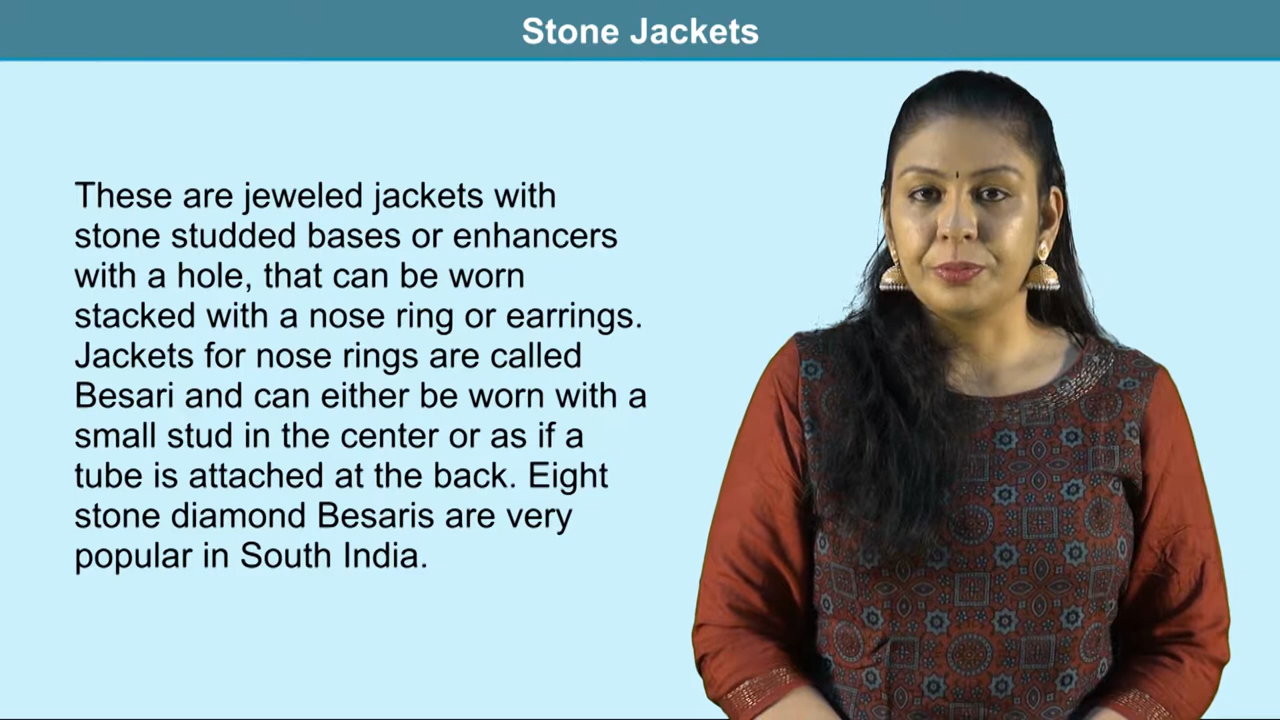 Stone Jackets
These are jeweled jackets with
stone studded bases or enhancers
with a hole, that can be worn
stacked with a nose ring or earrings.
Jackets for nose rings are called
Besari and can either be worn with a
small stud in the center or as if a
tube is attached at the back. Eight
stone diamond Besaris are very
popular in South India.